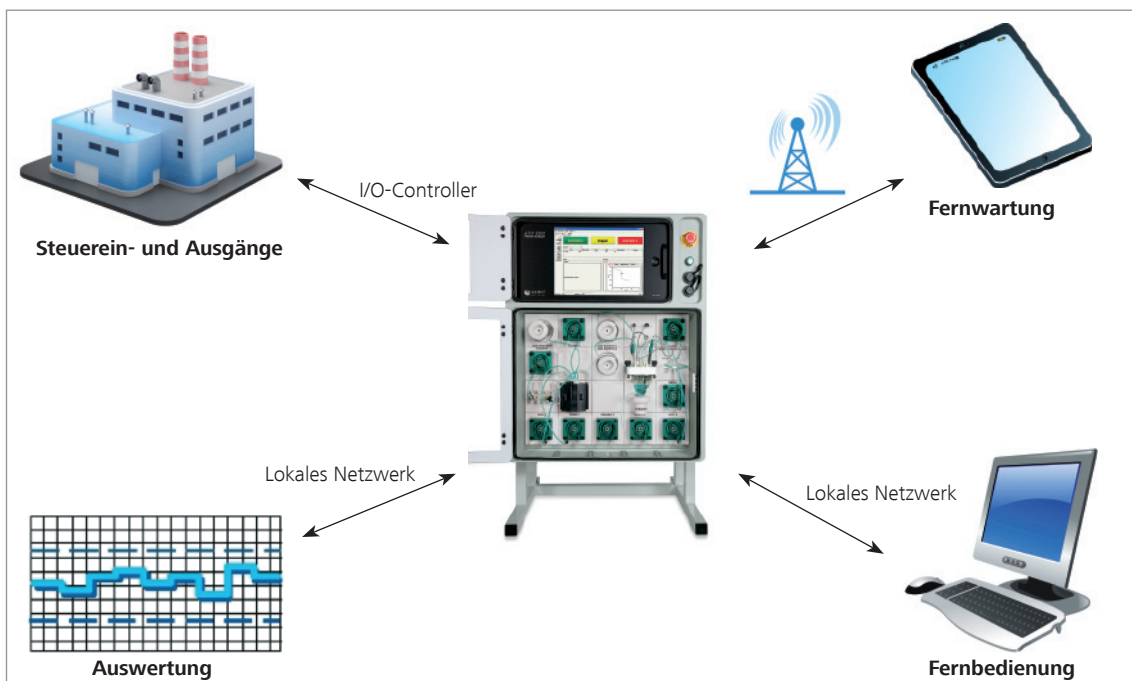 I/O-Controller
Steuerein- und Ausgänge
Fernwartung
Lokales Netzwerk
Lokales Netzwerk
Auswertung
Fernbedienung